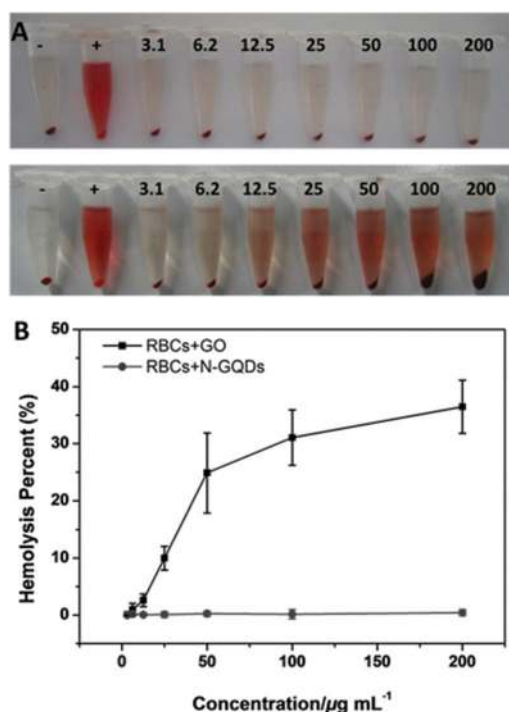 A
- + 3.1 6.2 12.5 25 50 100 200
- + 3.1 6.2 12.5 25 50 100 200
B
50
RBCs+GO
RBCs+N-GQDs
40
30
20
10
0
Hemolysis Percent (%)
0 50 100 150 200
Concentration/µg mL⁻¹